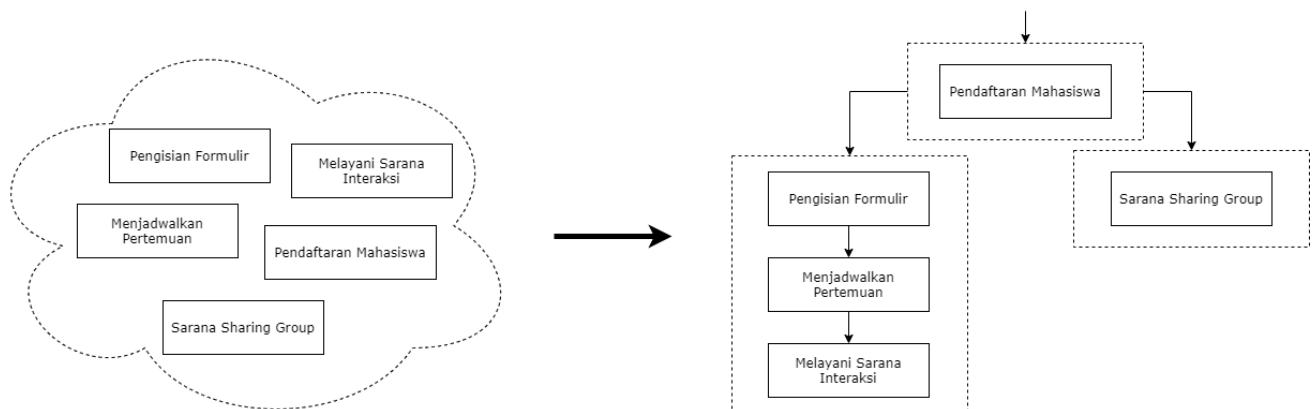 Pengisian Formulir
Melayani Sarana
Interaksi
Menjadwalkan
Pertemuan
Pendaftaran Mahasiswa
Sarana Sharing Group
Pendaftaran Mahasiswa
Pengisian Formulir
Menjadwalkan
Pertemuan
Melayani Sarana
Interaksi
Sarana Sharing Group